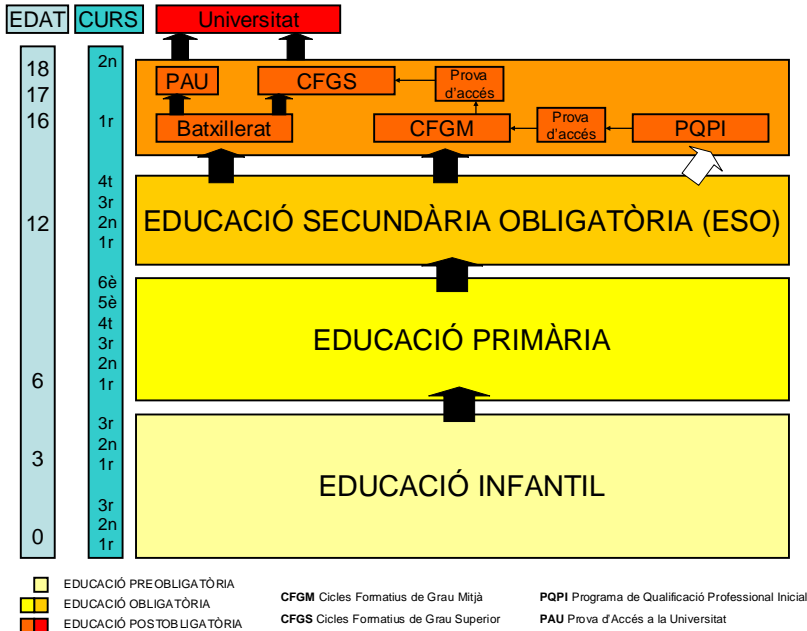 EDAT
CURS
Universitat
18
17
16
12
6
3
0
2n
1r
4t
3r
2n
1r
6è
5è
4t
3r
2n
1r
3r
2n
1r
3r
2n
1r
PAU
CFGS
Prova
d'accés
Batxillerat
CFGM
Prova
d'accés
PQPI
EDUCACIÓ SECUNDÀRIA OBLIGATÒRIA (ESO)
EDUCACIÓ PRIMÀRIA
EDUCACIÓ INFANTIL
EDUCACIÓ PREOBLIGATÒRIA
EDUCACIÓ OBLIGATÒRIA
EDUCACIÓ POSTOBLIGATÒRIA
CFGM Cicles Formatius de Grau Mitjà
CFGS Cicles Formatius de Grau Superior
PQPI Programa de Qualificació Professional Inicial
PAU Prova d'Accés a la Universitat